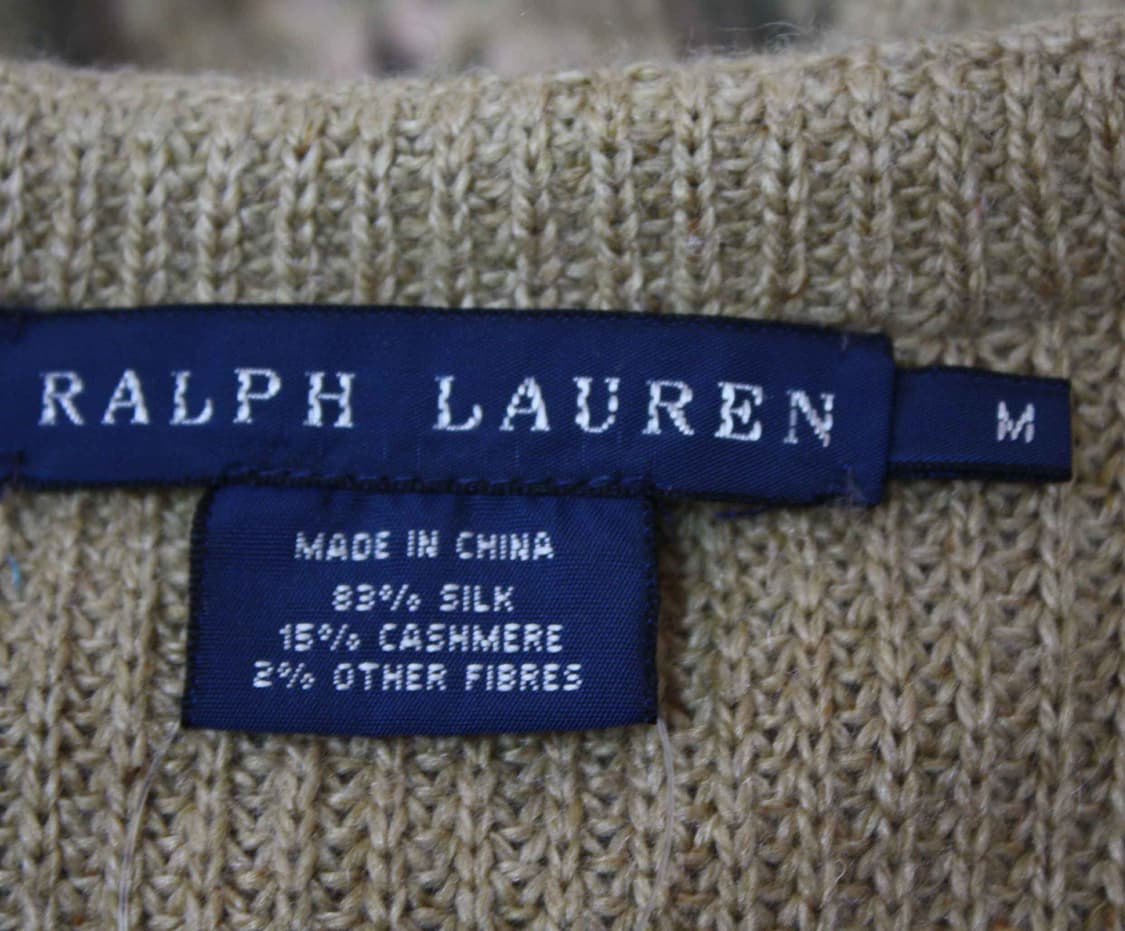 RALPH LAUREN
M
MADE IN CHINA
83% SILK
15% CASHMERE
2% OTHER FIBRES